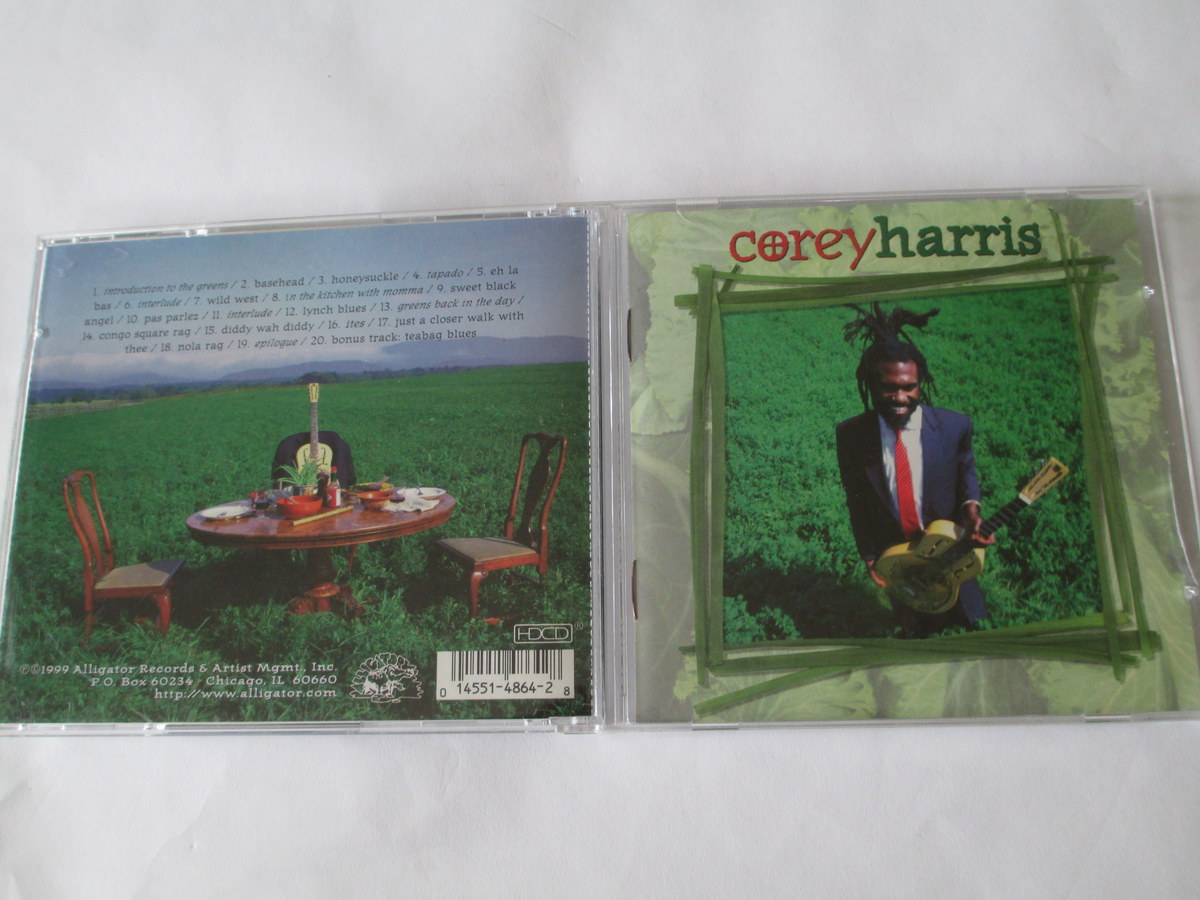 1. introduction to the greens / 2. basehead / 3. honeysuckle / 4. tapado / 5. eh la
bas / 6. interlude / 7. wild west / 8. in the kitchen with momma / 9. sweet black
angel / 10. pas parlez / 11. interlude / 12. lynch blues / 13. greens back in the day /
14. congo square rag / 15. diddy wah diddy / 16. ites / 17. just a closer walk with
thee / 18. nola rag / 19. epilogue / 20. bonus track: teabag blues
HDCD®
℗©1999 Alligator Records & Artist Mgmt., Inc.
P.O. Box 60234 / Chicago, IL 60660
http://www.alligator.com
0 14551-4864-2 8
coreyharris